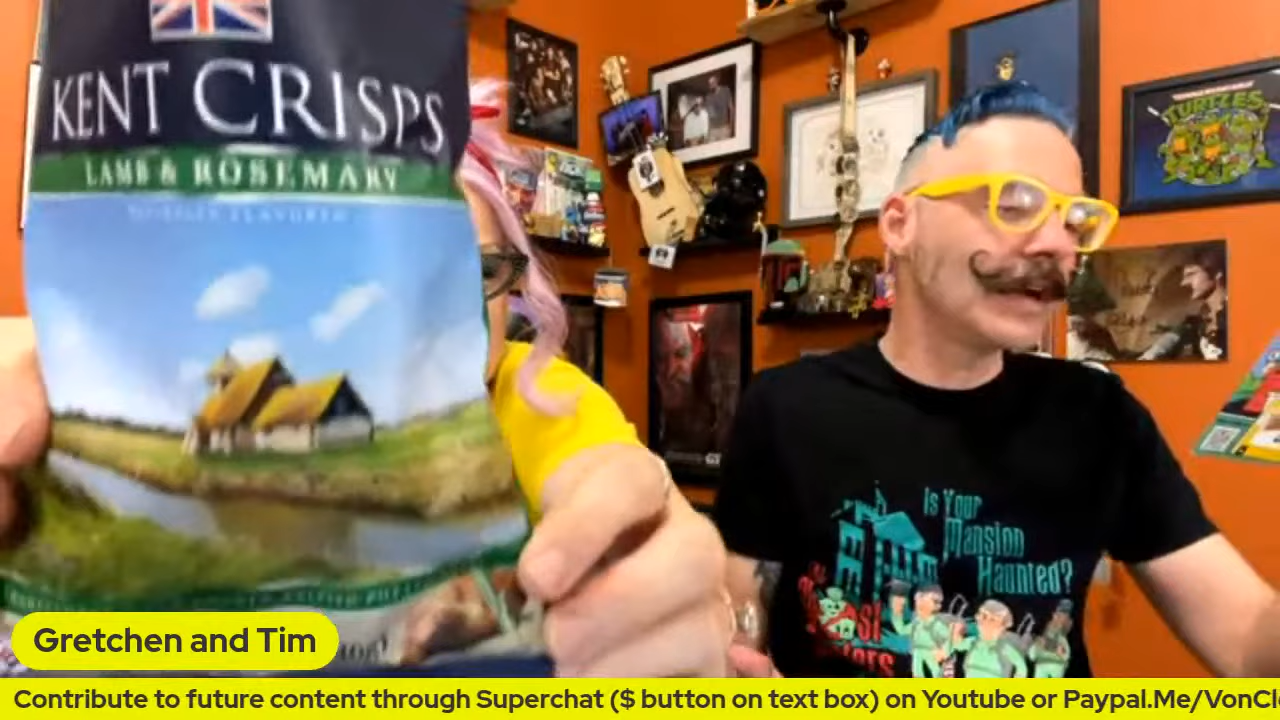 KENT CRISPS
LAMB & ROSEMARY
TURTLES
Is Your
Mansion
Haunted?
Gretchen and Tim
Contribute to future content through Superchat ($ button on text box) on Youtube or Paypal.Me/VonCl